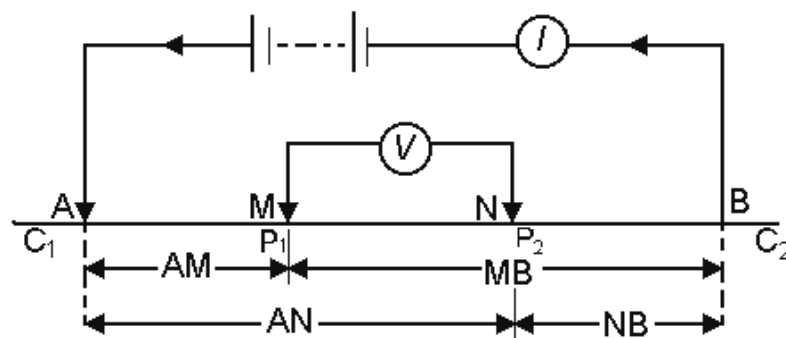 I
V
A M N B
C₁ P₁ P₂ C₂
AM MB
AN NB